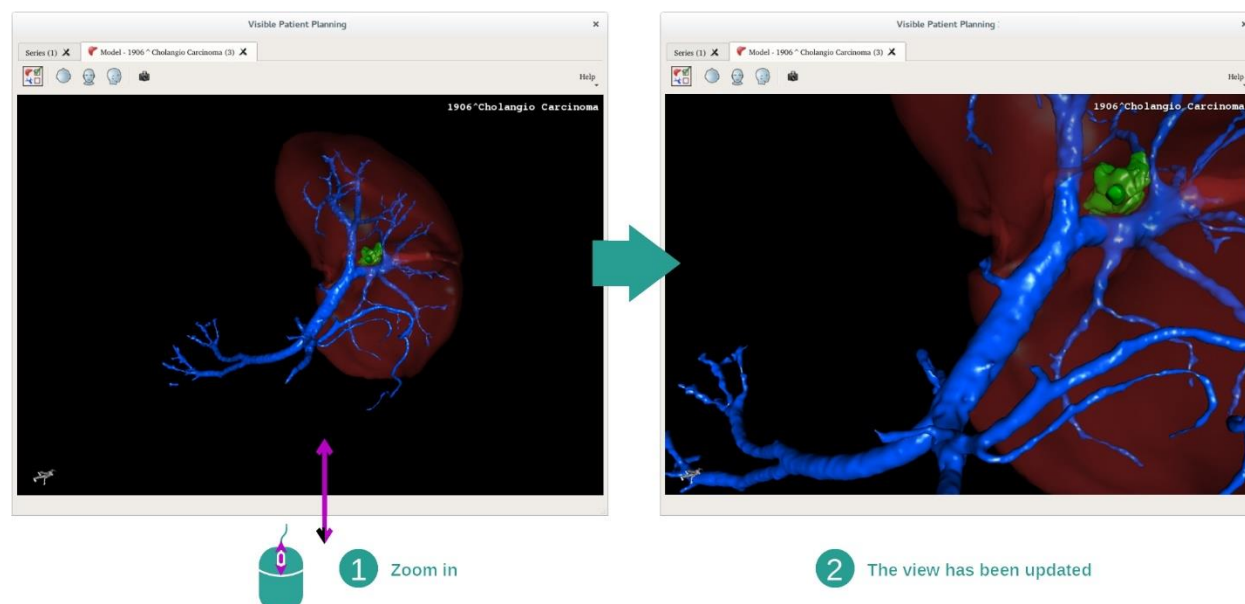 Visible Patient Planning
Series (1)
Model - 1906 ^ Cholangio Carcinoma (3)
Help
1906^Cholangio Carcinoma
Visible Patient Planning
Series (1)
Model - 1906 ^ Cholangio Carcinoma (3)
Help
1906^Cholangio Carcinoma
1 Zoom in
2 The view has been updated